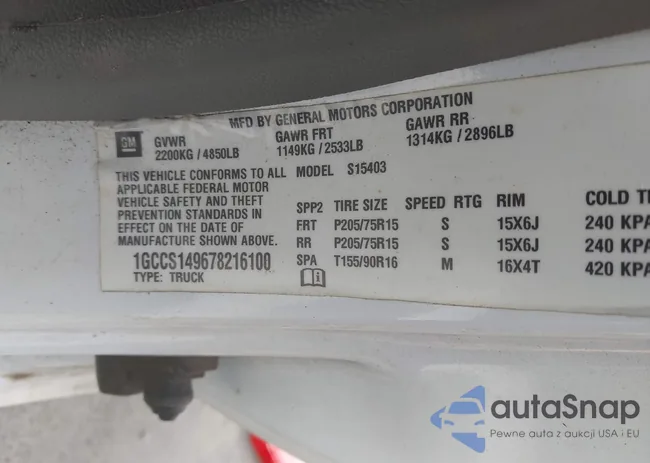 MFD BY GENERAL MOTORS CORPORATION
GM GVWR GAWR FRT GAWR RR
2200KG / 4850LB 1149KG / 2533LB 1314KG / 2896LB
THIS VEHICLE CONFORMS TO ALL
APPLICABLE FEDERAL MOTOR
VEHICLE SAFETY AND THEFT
PREVENTION STANDARDS IN
EFFECT ON THE DATE OF
MANUFACTURE SHOWN ABOVE.
1GCCS149678216100
TYPE: TRUCK
MODEL S15403
SPP2 TIRE SIZE SPEED RTG RIM COLD
FRT P205/75R15 S 15X6J 240 KPA
RR P205/75R15 S 15X6J 240 KPA
SPA T155/90R16 M 16X4T 420 KPA
autaSnap
Pewne auta z aukcji USA i EU